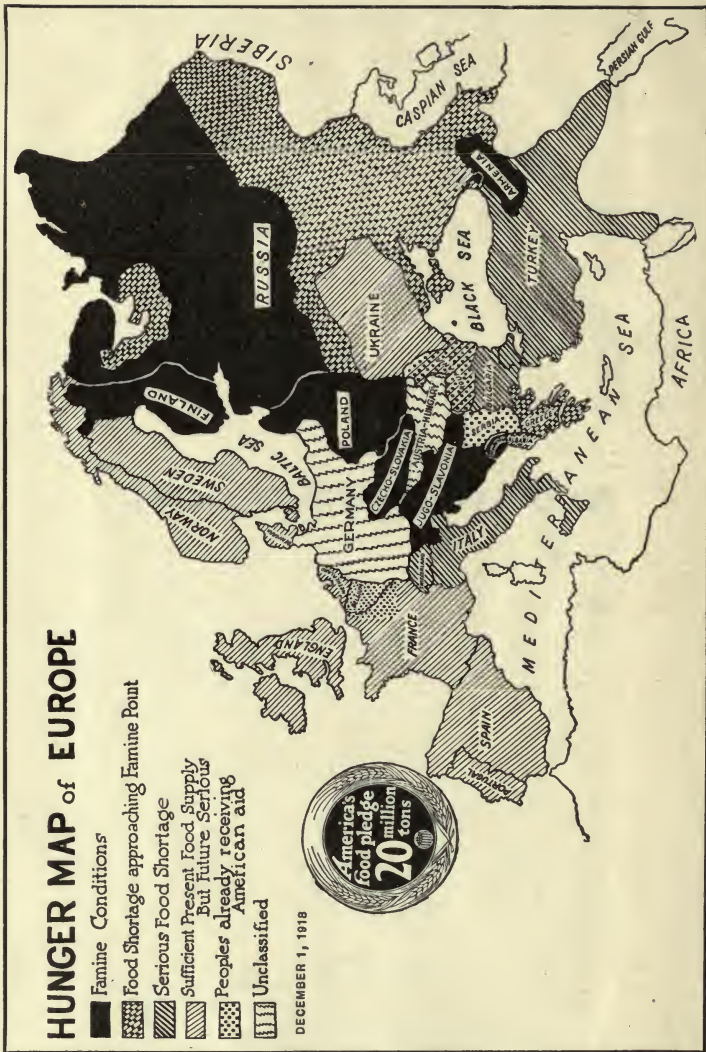 HUNGER MAP of EUROPE
Famine Conditions
Food Shortage approaching Famine Point
Serious Food Shortage
Sufficient Present Food Supply
But Future Serious
Peoples already receiving
American aid
Unclassified
DECEMBER 1, 1918
America's
food pledge
20 million
tons
SIBERIA
RUSSIA
CASPIAN SEA
PERSIAN GULF
ARMENIA
UKRAINE
BLACK SEA
TURKEY
FINLAND
NORWAY
SWEDEN
BALTIC SEA
POLAND
GERMANY
CZECHO-SLOVAKIA
AUSTRIA-HUNGARY
JUGO-SLAVONIA
SERBIA
ITALY
ENGLAND
FRANCE
SPAIN
PORTUGAL
MEDITERRANEAN SEA
AFRICA